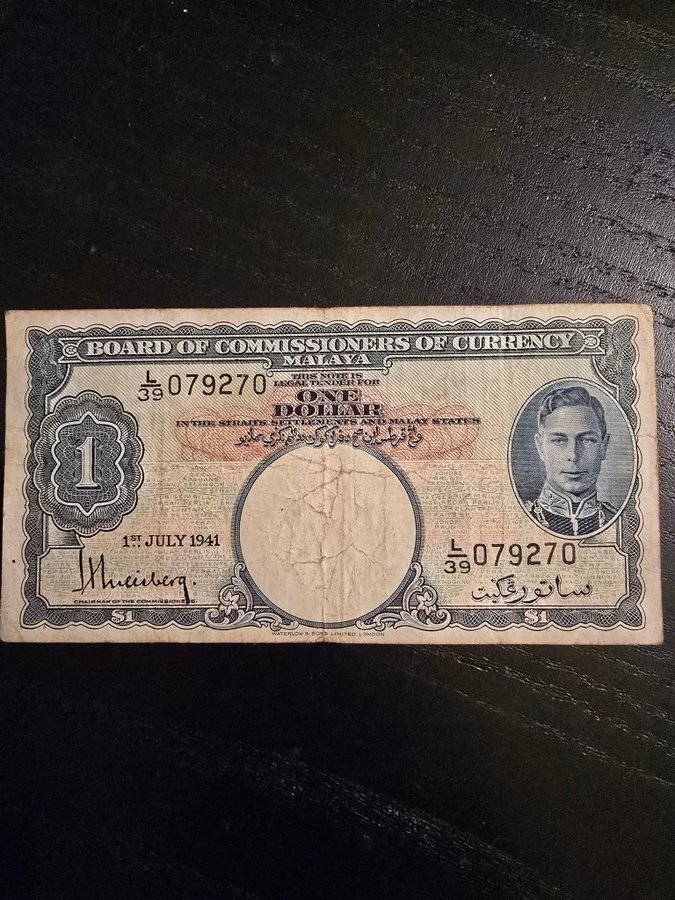 BOARD OF COMMISSIONERS OF CURRENCY
MALAYA
L/39 079270
THIS NOTE IS
LEGAL TENDER FOR
ONE
DOLLAR
IN THE STRAITS SETTLEMENTS AND MALAY STATES
1
1ST JULY 1941
L/39 079270
CHAIRMAN OF THE COMMISSIONERS.
ساتو رڠݢيت
$1
$1
WATERLOW & SONS LIMITED, LONDON